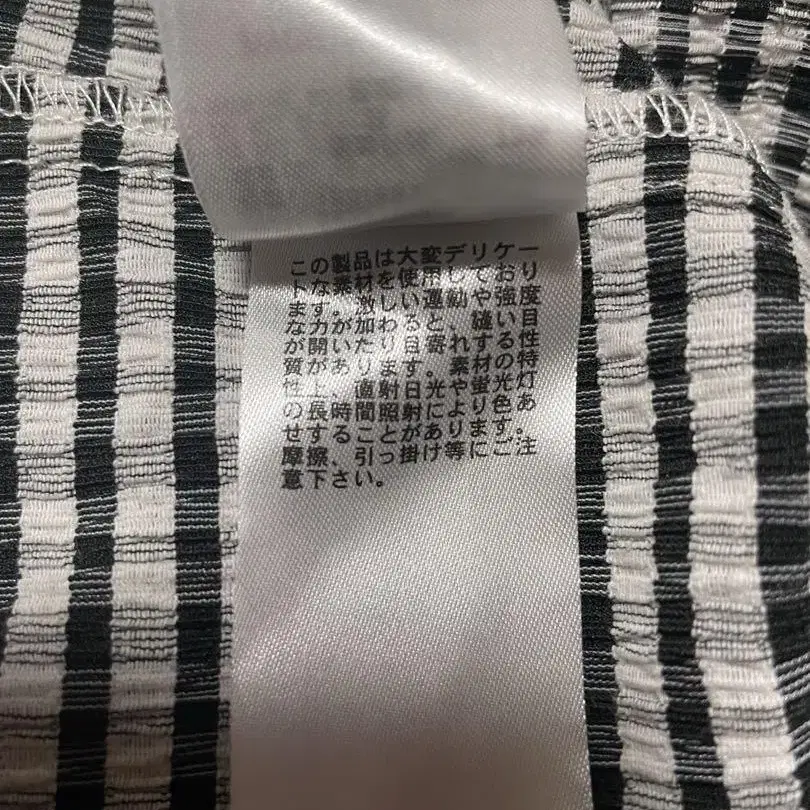 この製品は大変デリケー
トな素材を使用しており
ます。激しい運動や強度
な力が加わると、縫い目
が開いたり目寄れする性
質があります。素材の特
性上、直射日光や蛍光灯
の長時間照射により色あ
せすることがあります。
摩擦、引っ掛け等にご注
意下さい。